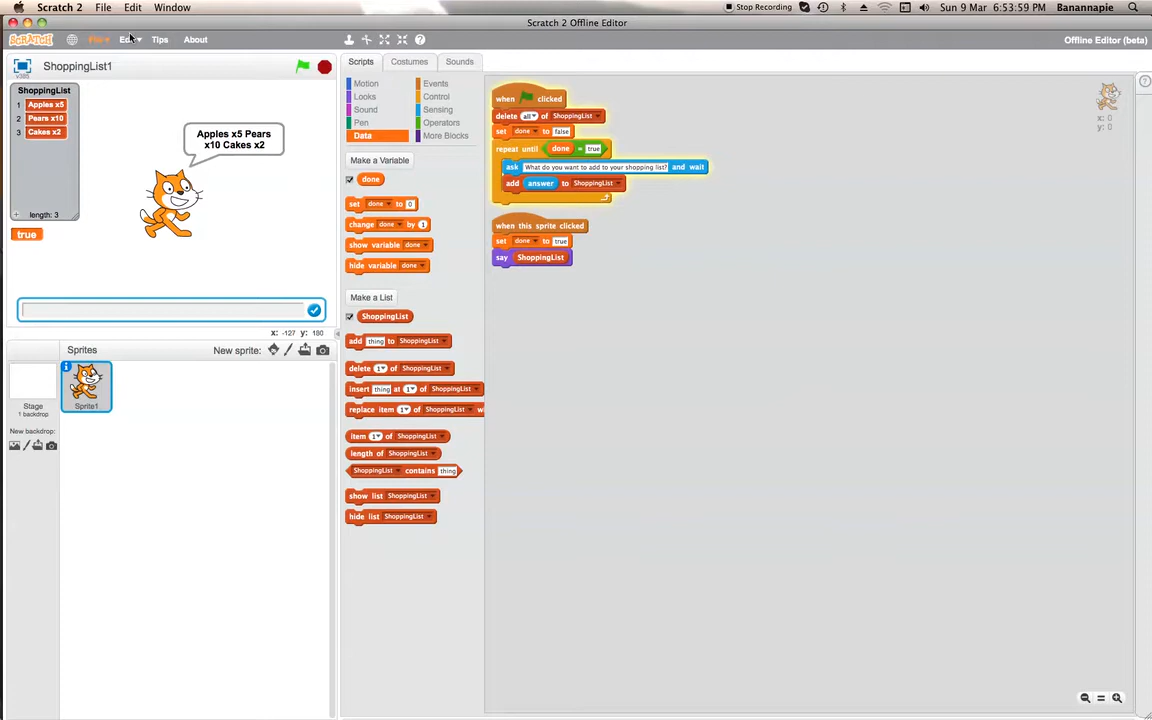 Scratch 2 File Edit Window Stop Recording Sun 9 Mar 6:53:59 PM Banannapie
Scratch 2 Offline Editor
SCRATCH Tips About Offline Editor (beta)
v385 ShoppingList1
Scripts Costumes Sounds
ShoppingList
1 Apples x5
2 Pears x10
3 Cakes x2
+ length: 3
true
Apples x5 Pears
x10 Cakes x2
x: -127 y: 180
Sprites New sprite:
Stage
1 backdrop
New backdrop:
Sprite1
Motion Events
Looks Control
Sound Sensing
Pen Operators
Data More Blocks
Make a Variable
done
set done to 0
change done by 1
show variable done
hide variable done
Make a List
ShoppingList
add thing to ShoppingList
delete 1 of ShoppingList
insert thing at 1 of ShoppingList
replace item 1 of ShoppingList
item 1 of ShoppingList
length of ShoppingList
ShoppingList contains thing
show list ShoppingList
hide list ShoppingList
when clicked
delete all of ShoppingList
set done to false
repeat until done = true
ask What do you want to add to your shopping list? and wait
add answer to ShoppingList
when this sprite clicked
set done to true
say ShoppingList
x: 0
y: 0